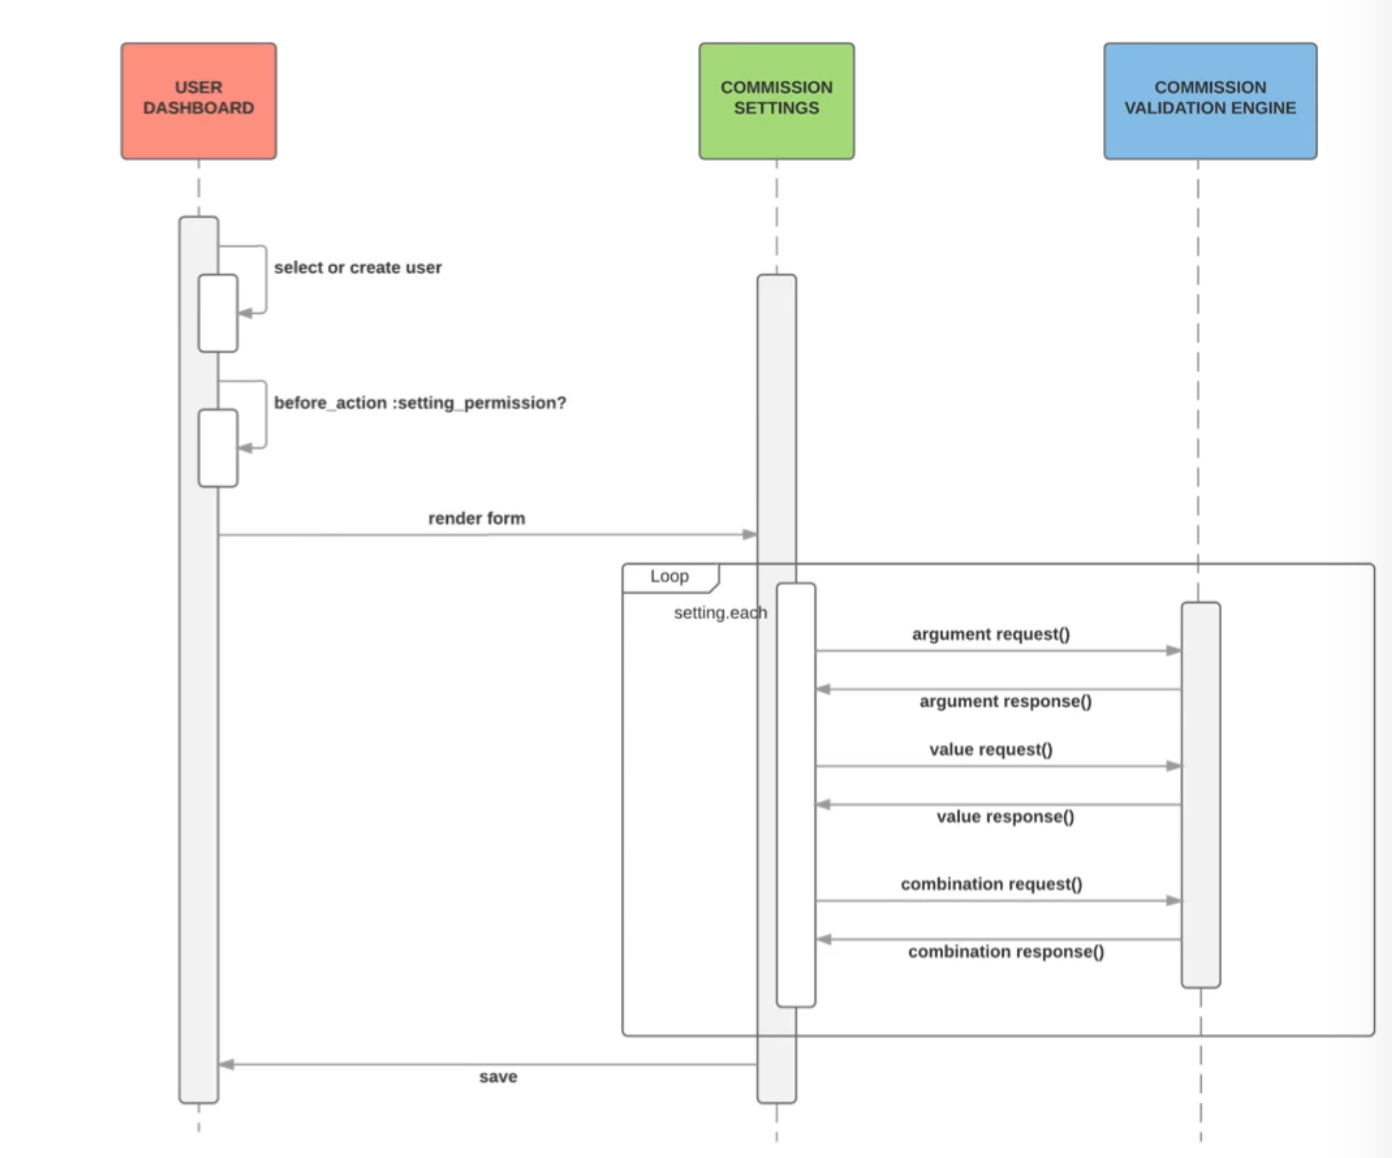 USER
DASHBOARD
COMMISSION
SETTINGS
COMMISSION
VALIDATION ENGINE
select or create user
before_action :setting_permission?
render form
Loop
setting.each
argument request()
argument response()
value request()
value response()
combination request()
combination response()
save